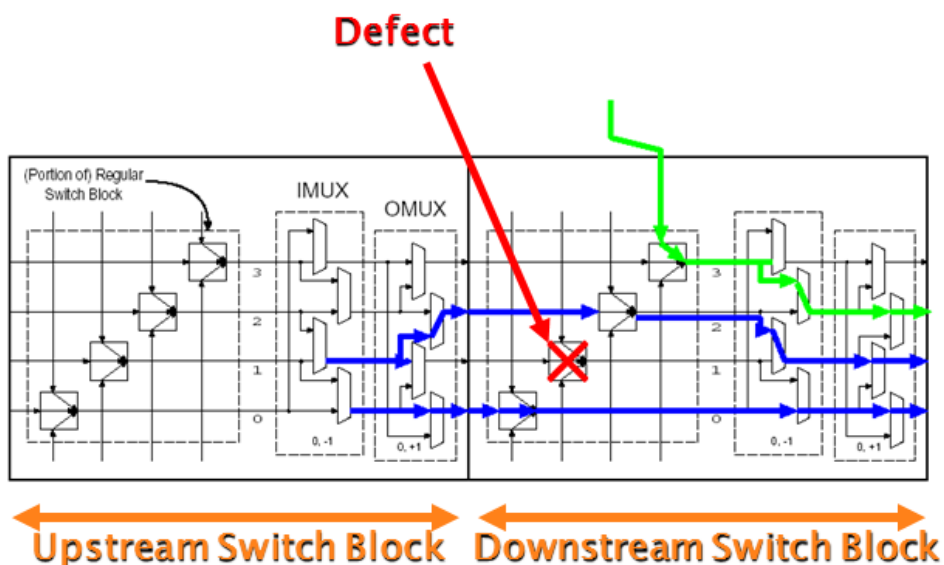 Defect
(Portion of) Regular
Switch Block
IMUX
OMUX
3
2
1
0
0, -1
0, +1
3
2
1
0
0, -1
0, +1
Upstream Switch Block
Downstream Switch Block